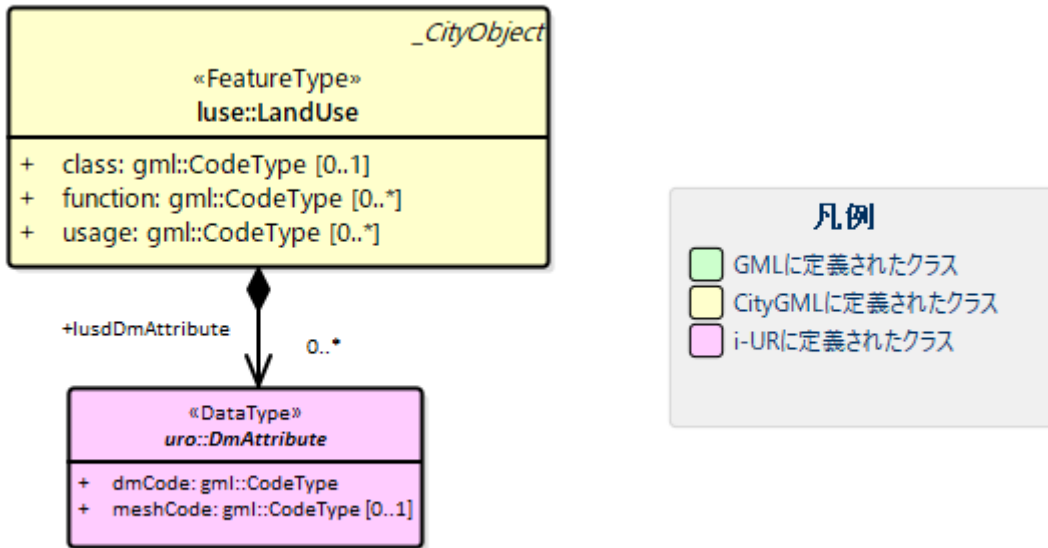 _CityObject
«FeatureType»
luse::LandUse
+ class: gml::CodeType [0..1]
+ function: gml::CodeType [0..*]
+ usage: gml::CodeType [0..*]
+lusdDmAttribute
0..*
«DataType»
uro::DmAttribute
+ dmCode: gml::CodeType
+ meshCode: gml::CodeType [0..1]
凡例
GMLに定義されたクラス
CityGMLに定義されたクラス
i-URに定義されたクラス